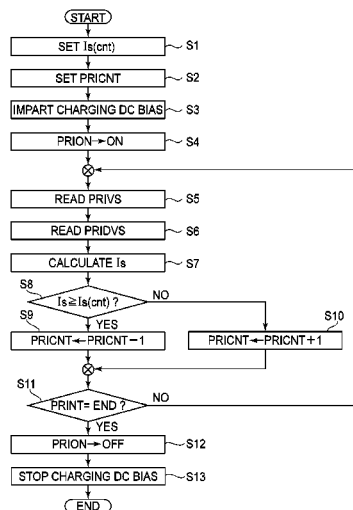 START
SET Is(cnt)
S1
SET PRICNT
S2
IMPART CHARGING DC BIAS
S3
PRION→ON
S4
READ PRIVS
S5
READ PRIDVS
S6
CALCULATE Is
S7
S8
Is≧Is(cnt) ?
NO
YES
S9
PRICNT←PRICNT−1
S10
PRICNT←PRICNT+1
S11
PRINT=END ?
NO
YES
PRION→OFF
S12
STOP CHARGING DC BIAS
S13
END